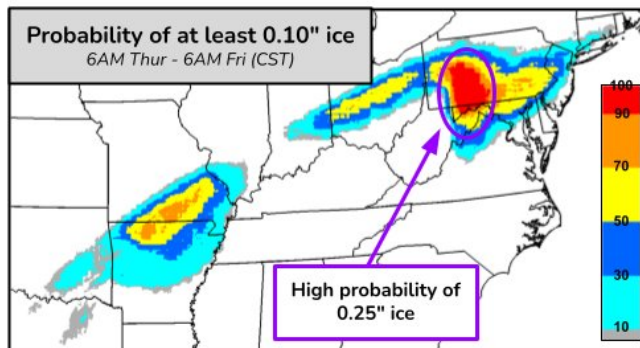 Probability of at least 0.10" ice
6AM Thur - 6AM Fri (CST)
100
90
70
50
30
10
High probability of
0.25" ice